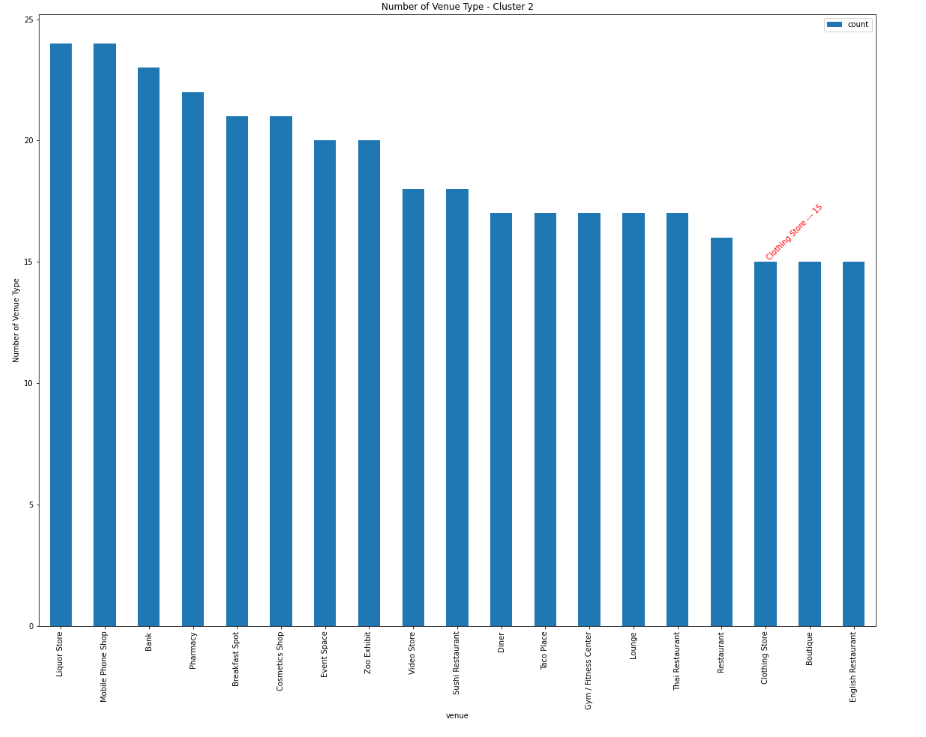 Number of Venue Type - Cluster 2
count
Number of Venue Type
25
20
15
10
5
0
Clothing Store --- 15
Liquor Store
Mobile Phone Shop
Bank
Pharmacy
Breakfast Spot
Cosmetics Shop
Event Space
Zoo Exhibit
Video Store
Sushi Restaurant
Diner
Taco Place
Gym / Fitness Center
Lounge
Thai Restaurant
Restaurant
Clothing Store
Boutique
English Restaurant
venue